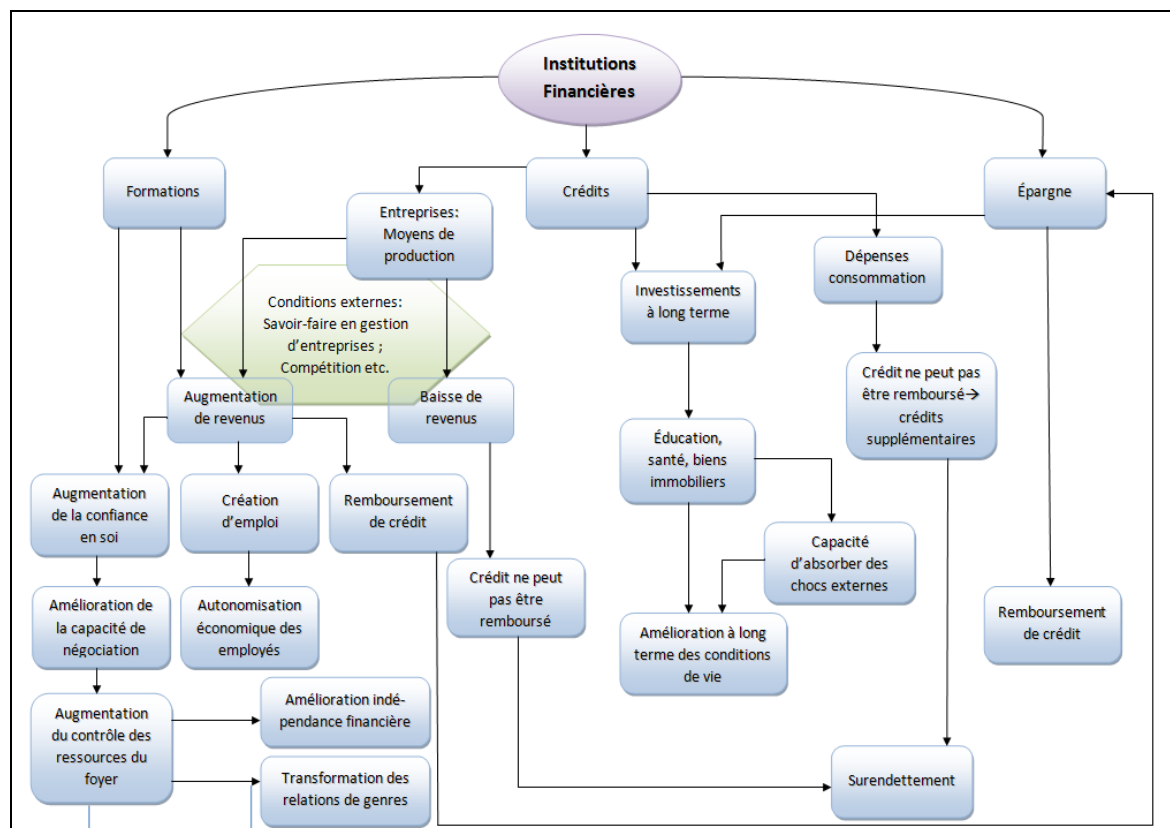 Institutions
Financières
Formations
Crédits
Épargne
Entreprises:
Moyens de
production
Dépenses
consommation
Investissements
à long terme
Conditions externes:
Savoir-faire en gestion
d'entreprises ;
Compétition etc.
Augmentation
de revenus
Baisse de
revenus
Crédit ne peut pas
être remboursé→
crédits
supplémentaires
Éducation,
santé, biens
immobiliers
Augmentation
de la confiance
en soi
Création
d'emploi
Remboursement
de crédit
Capacité
d'absorber des
chocs externes
Crédit ne peut
pas être
remboursé
Amélioration de
la capacité de
négociation
Autonomisation
économique des
employés
Remboursement
de crédit
Amélioration à long
terme des conditions
de vie
Augmentation
du contrôle des
ressources du
foyer
Amélioration indé-
pendance financière
Transformation des
relations de genres
Surendettement